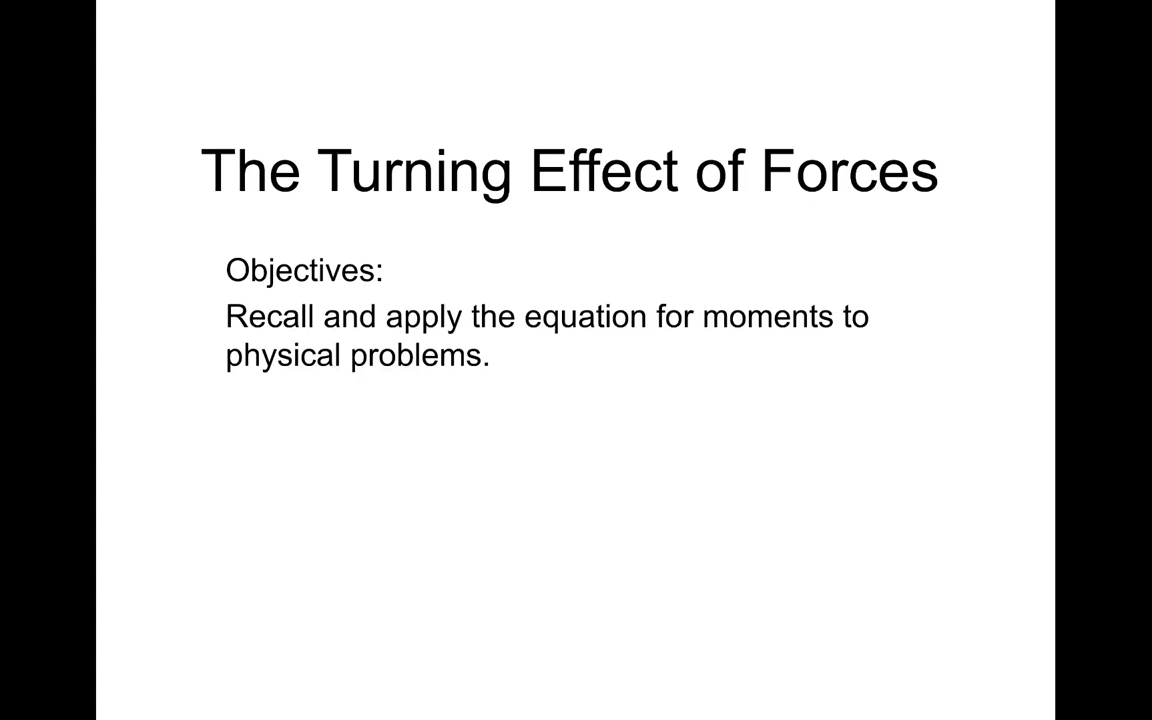 The Turning Effect of Forces
Objectives:
Recall and apply the equation for moments to
physical problems.